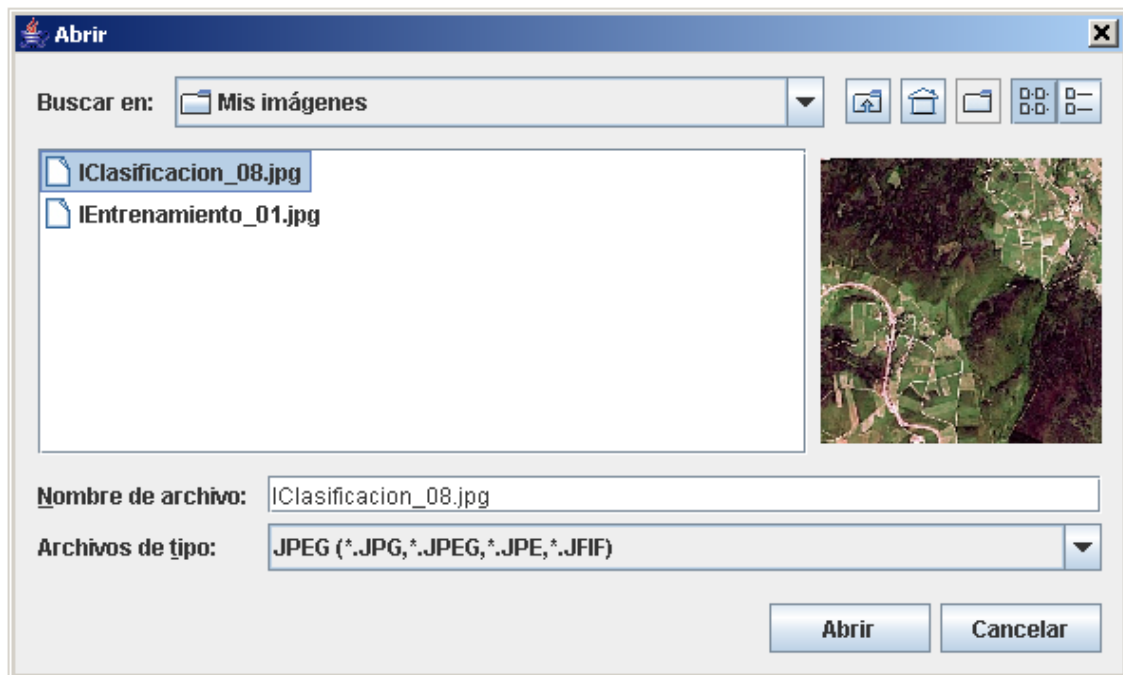 Abrir
Buscar en: Mis imágenes
IClasificacion_08.jpg
IEntrenamiento_01.jpg
Nombre de archivo: IClasificacion_08.jpg
Archivos de tipo: JPEG (*.JPG,*.JPEG,*.JPE,*.JFIF)
Abrir Cancelar